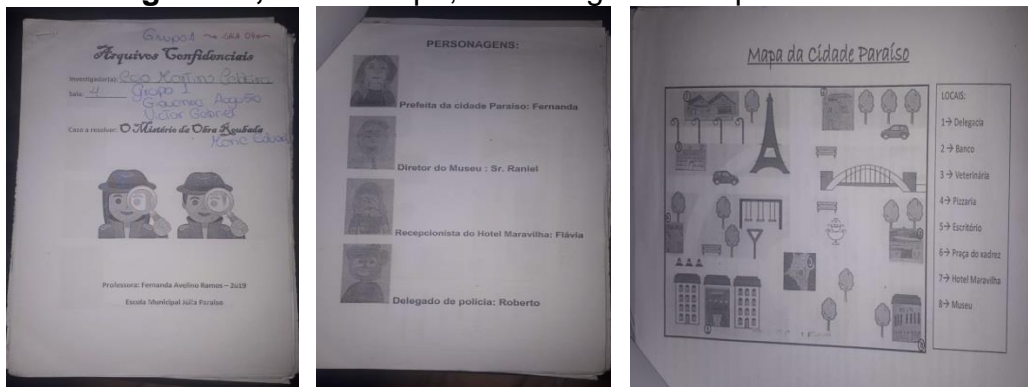 Grupo 1
Arquivos Confidenciais
Investigador(a):
Sala: 4
Grupo 1
Caso a resolver: O Mistério da Obra Roubada
Professora: Fernanda Avelino Ramos – 2019
Escola Municipal Júlia Paraíso
PERSONAGENS:
Prefeita da cidade Paraíso: Fernanda
Diretor do Museu : Sr. Raniel
Recepcionista do Hotel Maravilha: Flávia
Delegado de polícia: Roberto
Mapa da Cidade Paraíso
LOCAIS:
1→ Delegacia
2 → Banco
3 → Veterinária
4→ Pizzaria
5→ Escritório
6→ Praça do xadrez
7→ Hotel Maravilha
8→ Museu